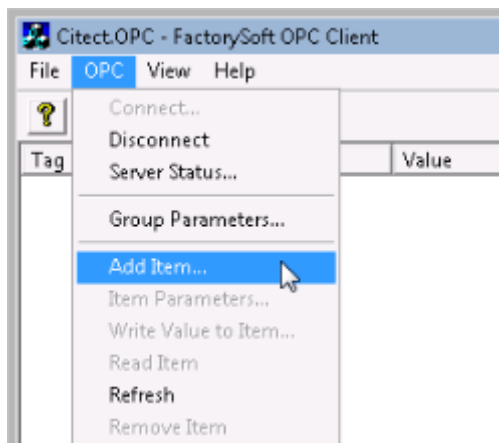 Citect.OPC - FactorySoft OPC Client
File OPC View Help
Tag Value
Connect...
Disconnect
Server Status...
Group Parameters...
Add Item...
Item Parameters...
Write Value to Item...
Read Item
Refresh
Remove Item